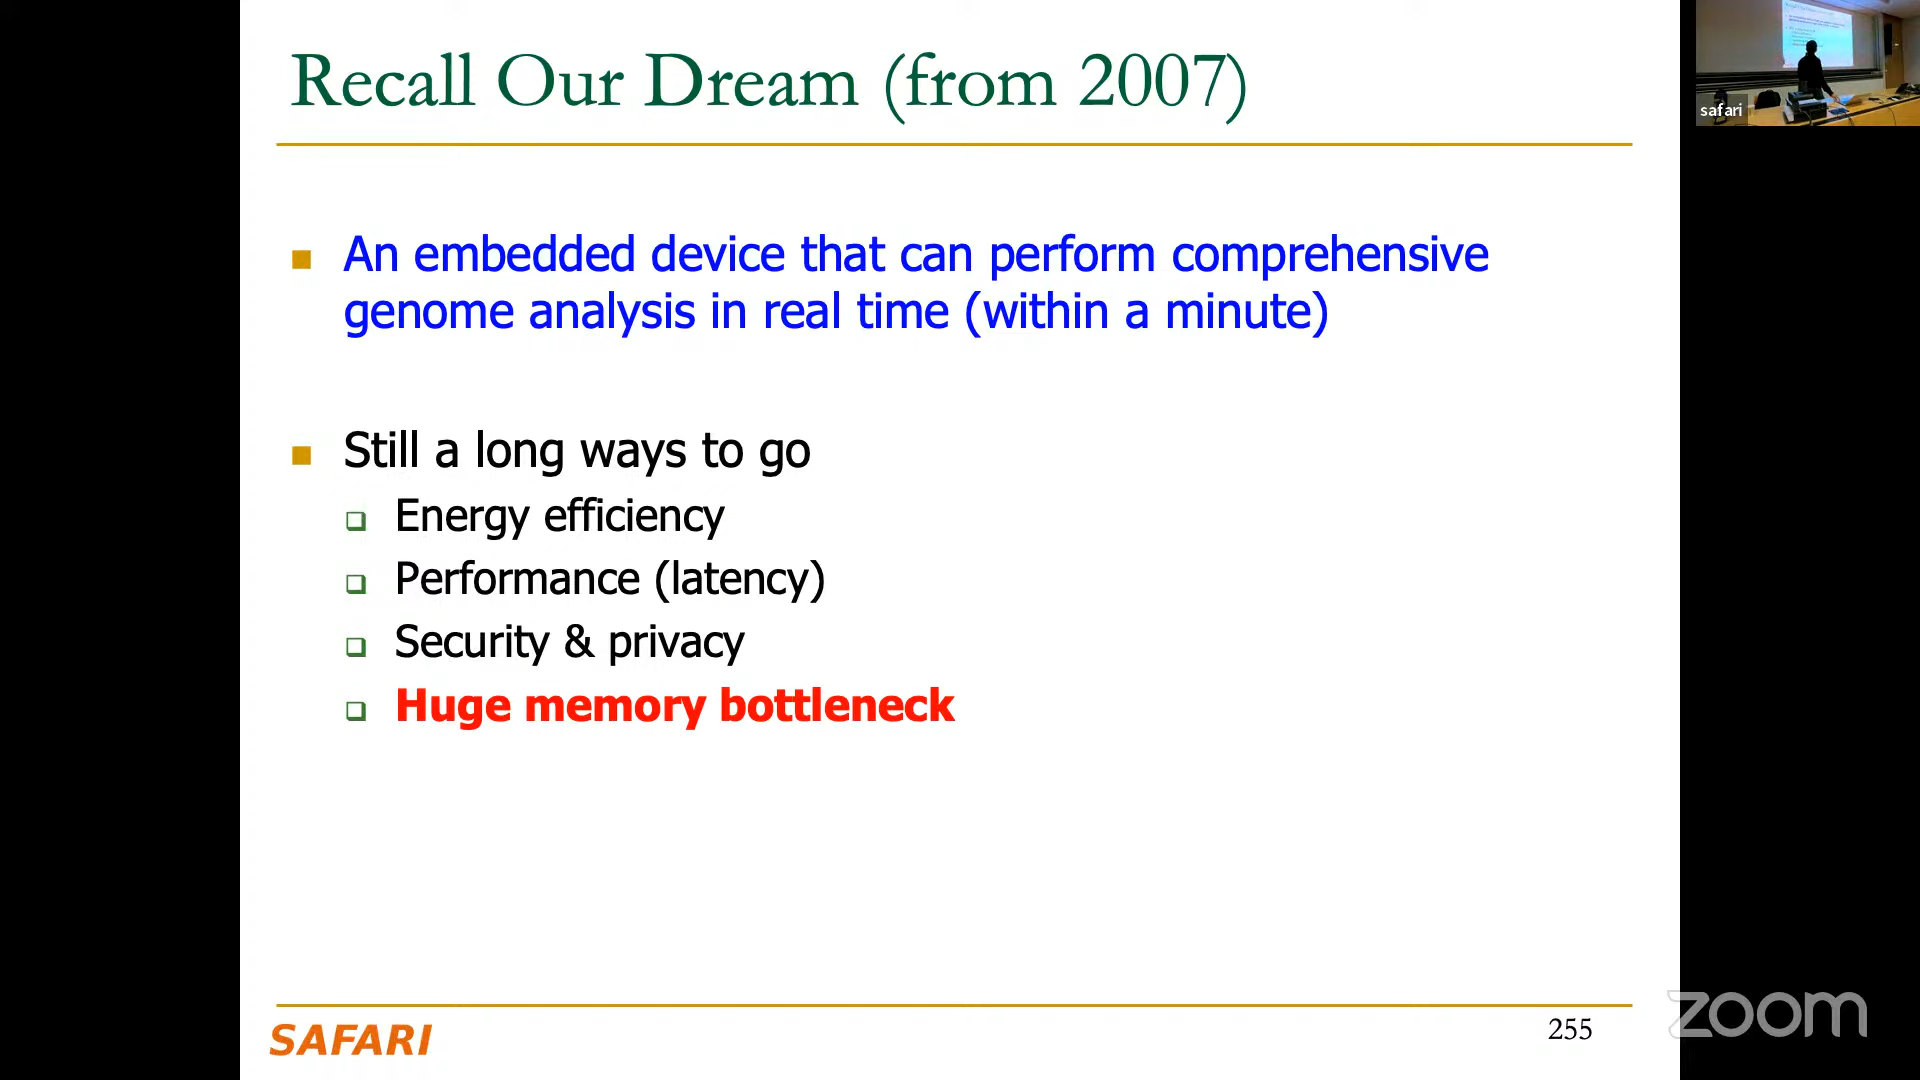 Recall Our Dream (from 2007)
An embedded device that can perform comprehensive
genome analysis in real time (within a minute)
Still a long ways to go
Energy efficiency
Performance (latency)
Security & privacy
Huge memory bottleneck
SAFARI
255
safari
zoom